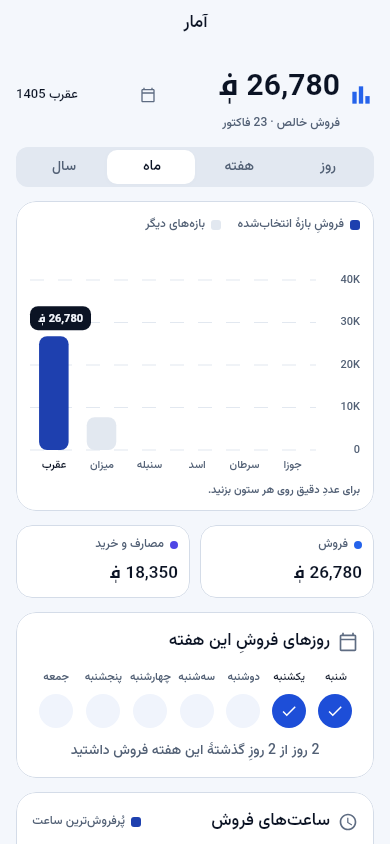 آمار
26,780 ؋
عقرب 1405
فروش خالص · 23 فاکتور
روز
هفته
ماه
سال
فروشِ بازهٔ انتخاب‌شده
بازه‌های دیگر
40K
30K
26,780 ؋
20K
10K
0
جوزا
سرطان
اسد
سنبله
میزان
عقرب
برای عددِ دقیق روی هر ستون بزنید.
فروش
26,780 ؋
مصارف و خرید
18,350 ؋
روزهای فروشِ این هفته
شنبه
یکشنبه
دوشنبه
سه‌شنبه
چهارشنبه
پنجشنبه
جمعه
2 روز از 2 روزِ گذشتهٔ این هفته فروش داشتید
ساعت‌های فروش
پُرفروش‌ترین ساعت